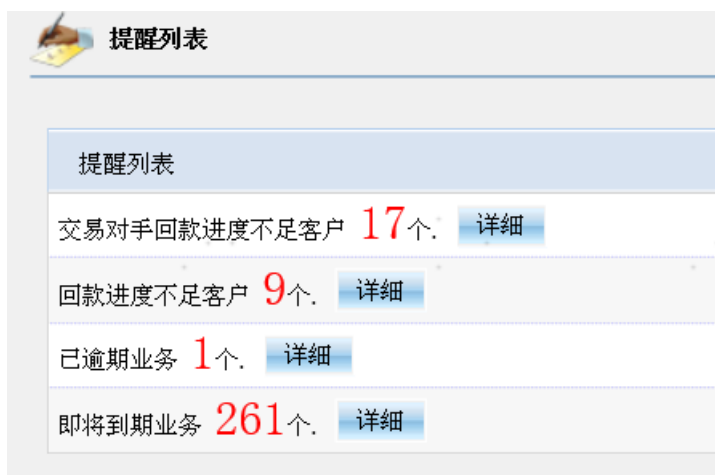 提醒列表
提醒列表
交易对手回款进度不足客户 17个. 详细
回款进度不足客户 9个. 详细
已逾期业务 1个. 详细
即将到期业务 261个. 详细